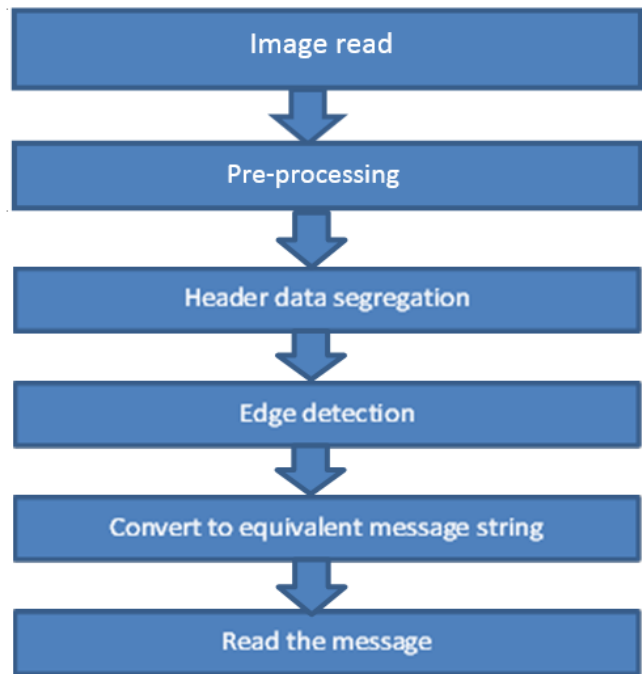 Image read
Pre-processing
Header data segregation
Edge detection
Convert to equivalent message string
Read the message